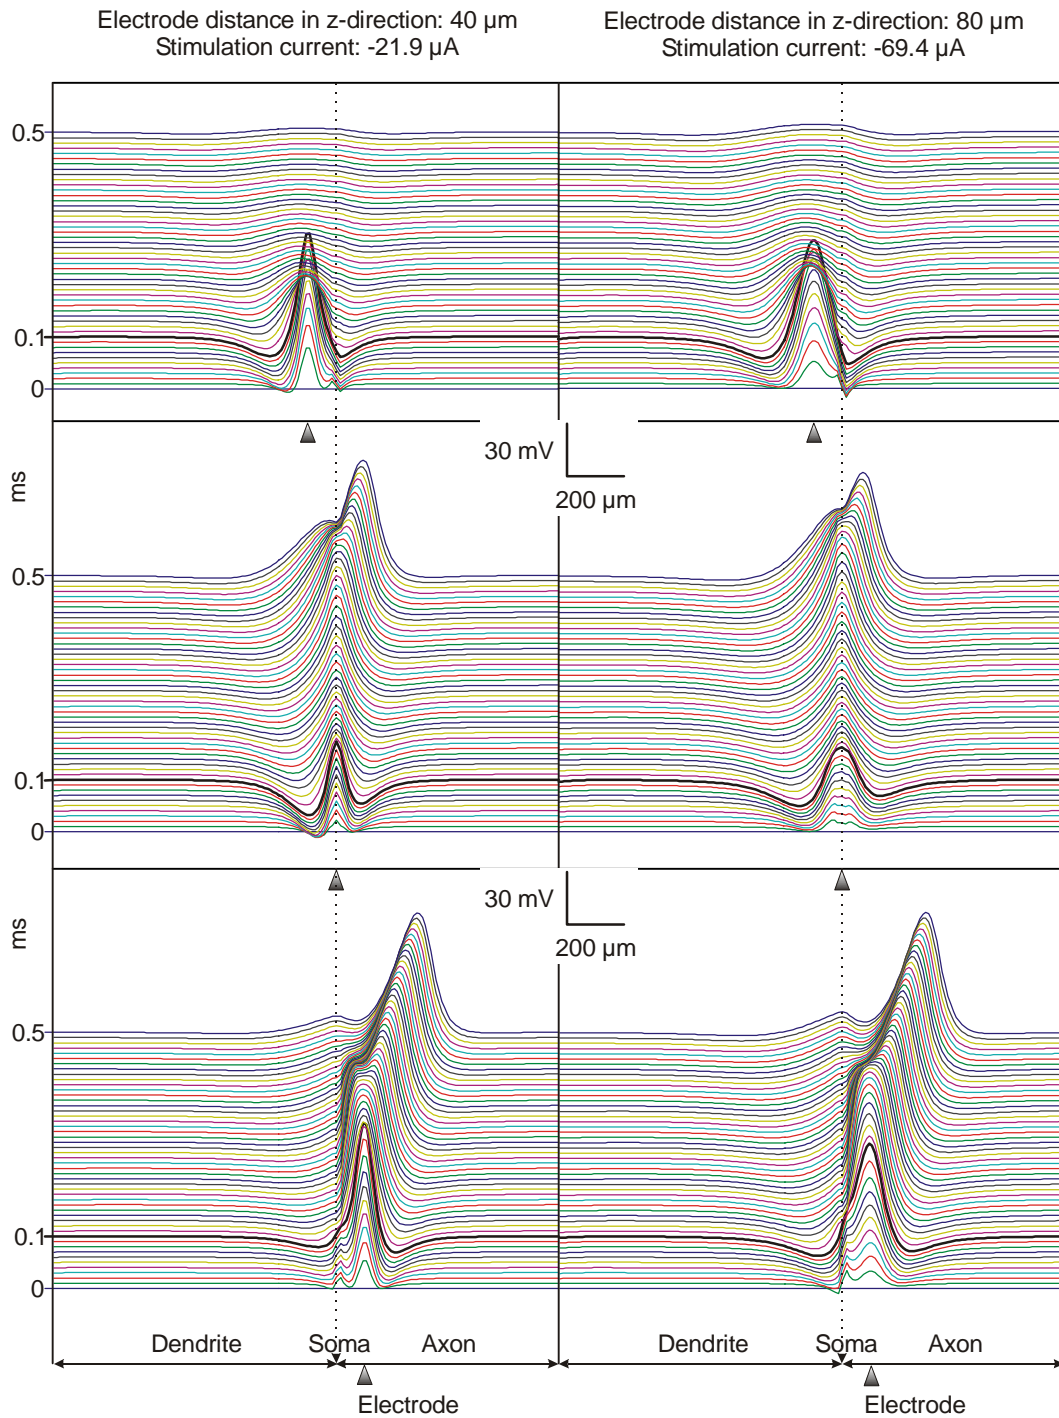 Electrode distance in z-direction: 40 µm
Stimulation current: -21.9 µA
Electrode distance in z-direction: 80 µm
Stimulation current: -69.4 µA
0.5
0.1
0
30 mV
200 µm
ms
0.5
0.1
0
30 mV
200 µm
ms
0.5
0.1
0
Dendrite Soma Axon Dendrite Soma Axon
Electrode Electrode